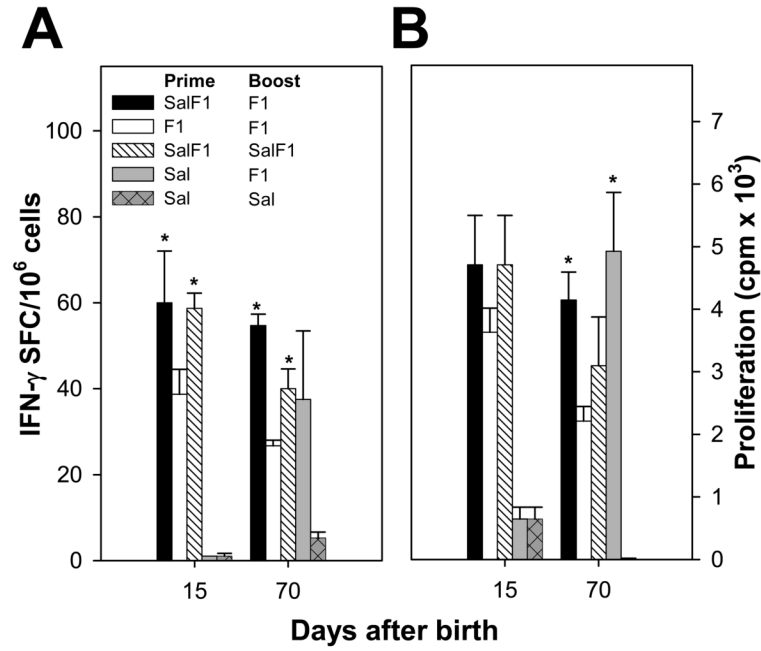 A
B
Prime Boost
SalF1 F1
F1 F1
SalF1 SalF1
Sal F1
Sal Sal
IFN-γ SFC/10⁶ cells
100
80
60
40
20
0
* * * *
* *
7
6
5
4
3
2
1
0
Proliferation (cpm x 10³)
15 70
15 70
Days after birth